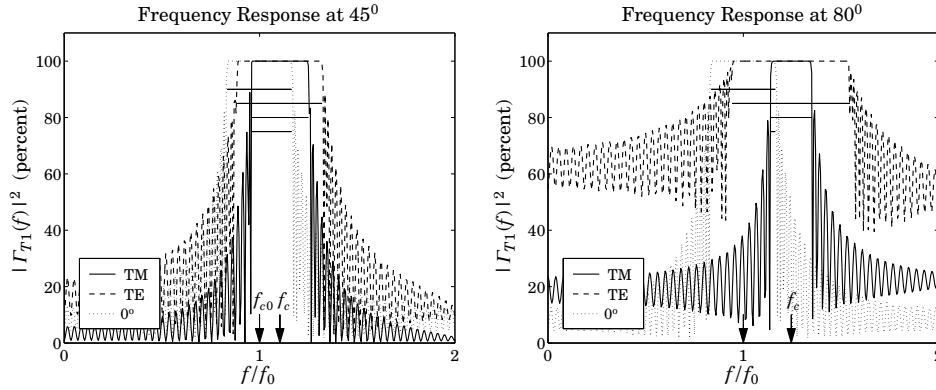 Frequency Response at 45⁰
| Γ_T1(f) | ² (percent)
100
80
60
40
20
0
TM
TE
0º
f_c0 f_c
0 1 2
f/f_0
Frequency Response at 80⁰
| Γ_T1(f) | ² (percent)
100
80
60
40
20
0
TM
TE
0º
f_c
0 1 2
f/f_0